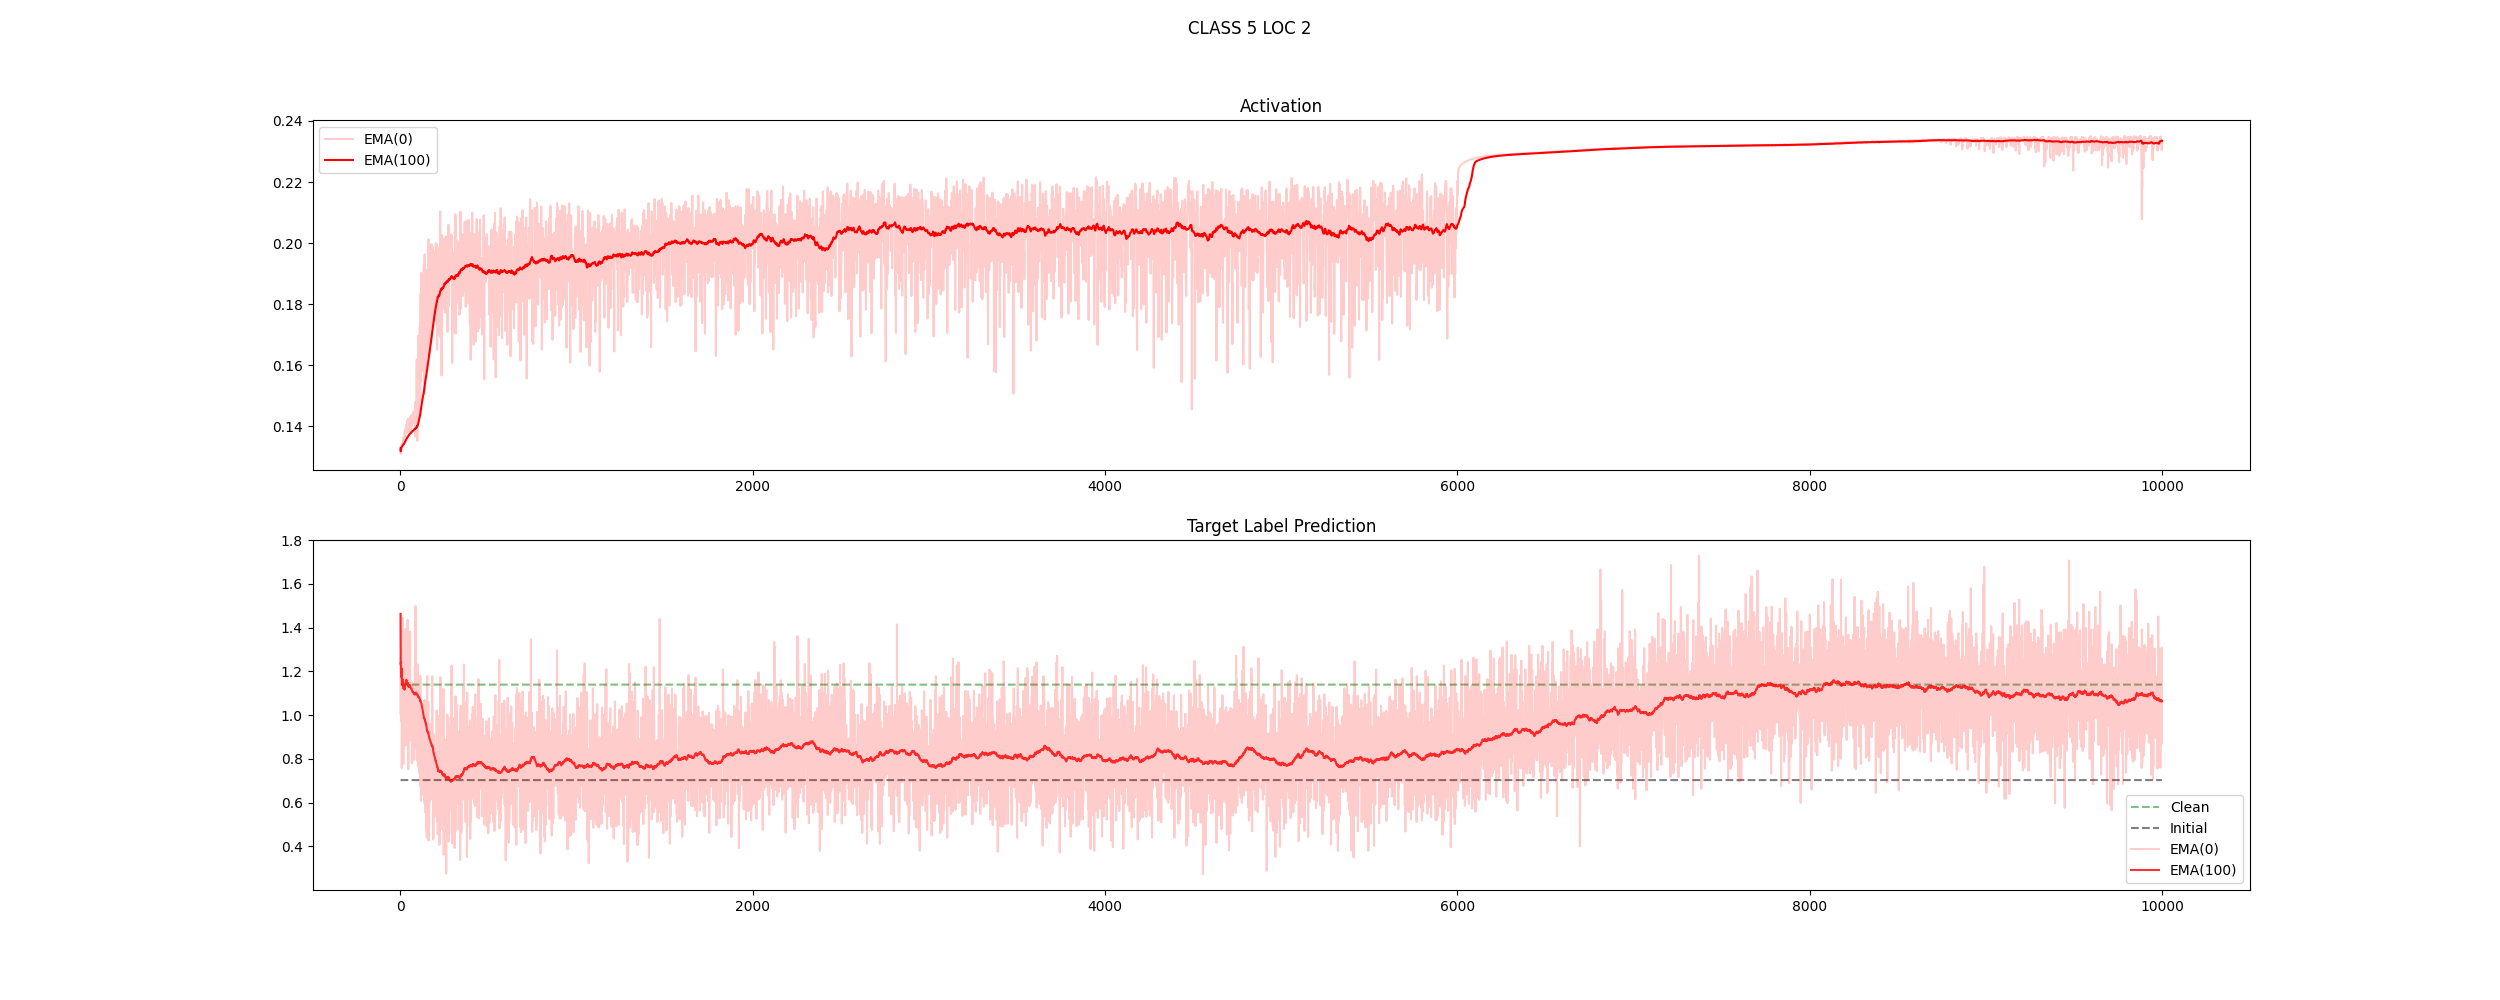 CLASS 5 LOC 2
Activation
0.24
0.22
0.20
0.18
0.16
0.14
EMA(0)
EMA(100)
0 2000 4000 6000 8000 10000
Target Label Prediction
1.8
1.6
1.4
1.2
1.0
0.8
0.6
0.4
Clean
Initial
EMA(0)
EMA(100)
0 2000 4000 6000 8000 10000